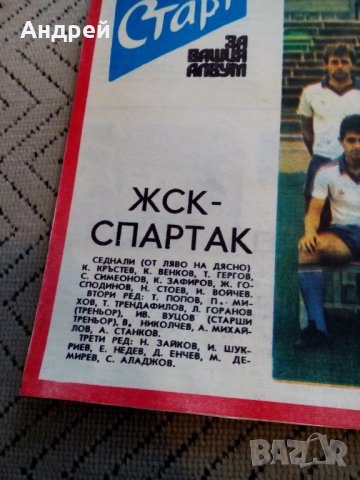 Андрей
Старт
ЗА
ВАШИЯ
АЛБУМ
ЖСК-
СПАРТАК
СЕДНАЛИ (ОТ ЛЯВО НА ДЯСНО)
К. КРЪСТЕВ, К. ВЕНКОВ, Т. ГЕРГОВ,
С. СИМЕОНОВ, К. ЗАФИРОВ, Ж. ГО-
СПОДИНОВ, Н. СТОЕВ, И. ВОЯЧЕВ.
ВТОРИ РЕД: Т. ПОПОВ, П. МИ-
ХОВ, Т. ТРЕНДАФИЛОВ, Л. ГОРАНОВ
(ТРЕНЬОР), ИВ. ВУЦОВ (СТАРШИ
ТРЕНЬОР), В. НИКОЛЧЕВ, А. МИХАЙ-
ЛОВ, А. СТАНКОВ.
ТРЕТИ РЕД: Н. ЗАЙКОВ, И. ШУК-
РИЕВ, Е. НЕДЕВ, Д. ЕНЧЕВ, М. ДЕ-
МИРЕВ, С. АЛАДЖОВ.
BAZAR